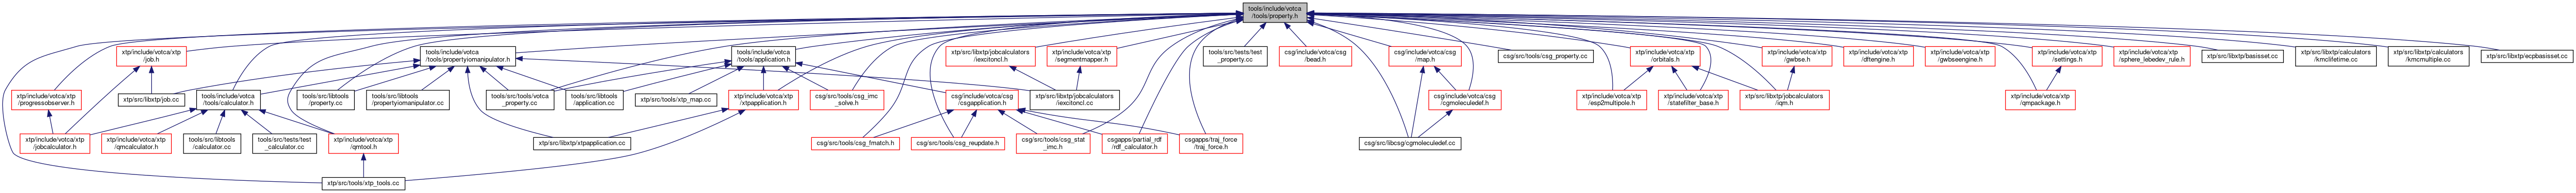 tools/include/votca
/tools/property.h
xtp/include/votca/xtp
/job.h
tools/include/votca
/tools/propertyiomanipulator.h
tools/include/votca
/tools/application.h
xtp/src/libxtp/jobcalculators
/iexcitoncl.h
xtp/include/votca/xtp
/segmentmapper.h
tools/src/tests/test
_property.cc
csg/include/votca/csg
/bead.h
csg/include/votca/csg
/map.h
csg/src/tools/csg_property.cc
xtp/include/votca/xtp
/orbitals.h
xtp/include/votca/xtp
/gwbse.h
xtp/include/votca/xtp
/dftengine.h
xtp/include/votca/xtp
/gwbseengine.h
xtp/include/votca/xtp
/settings.h
xtp/include/votca/xtp
/sphere_lebedev_rule.h
xtp/src/libxtp/basisset.cc
xtp/src/libxtp/calculators
/kmclifetime.cc
xtp/src/libxtp/calculators
/kmcmultiple.cc
xtp/src/libxtp/ecpbasisset.cc
xtp/include/votca/xtp
/progressobserver.h
xtp/src/libxtp/job.cc
tools/include/votca
/tools/calculator.h
tools/src/libtools
/property.cc
tools/src/libtools
/propertyiomanipulator.cc
tools/src/tools/votca
_property.cc
tools/src/libtools
/application.cc
xtp/src/tools/xtp_map.cc
xtp/include/votca/xtp
/xtpapplication.h
csg/src/tools/csg_imc
_solve.h
csg/include/votca/csg
/csgapplication.h
xtp/src/libxtp/jobcalculators
/iexcitoncl.cc
csg/include/votca/csg
/cgmoleculedef.h
xtp/include/votca/xtp
/esp2multipole.h
xtp/include/votca/xtp
/statefilter_base.h
xtp/src/libxtp/jobcalculators
/iqm.h
xtp/include/votca/xtp
/qmpackage.h
xtp/include/votca/xtp
/jobcalculator.h
xtp/include/votca/xtp
/qmcalculator.h
tools/src/libtools
/calculator.cc
tools/src/tests/test
_calculator.cc
xtp/include/votca/xtp
/qmtool.h
xtp/src/libxtp/xtpapplication.cc
csg/src/tools/csg_fmatch.h
csg/src/tools/csg_reupdate.h
csg/src/tools/csg_stat
_imc.h
csgapps/partial_rdf
/rdf_calculator.h
csgapps/traj_force
/traj_force.h
csg/src/libcsg/cgmoleculedef.cc
xtp/src/tools/xtp_tools.cc